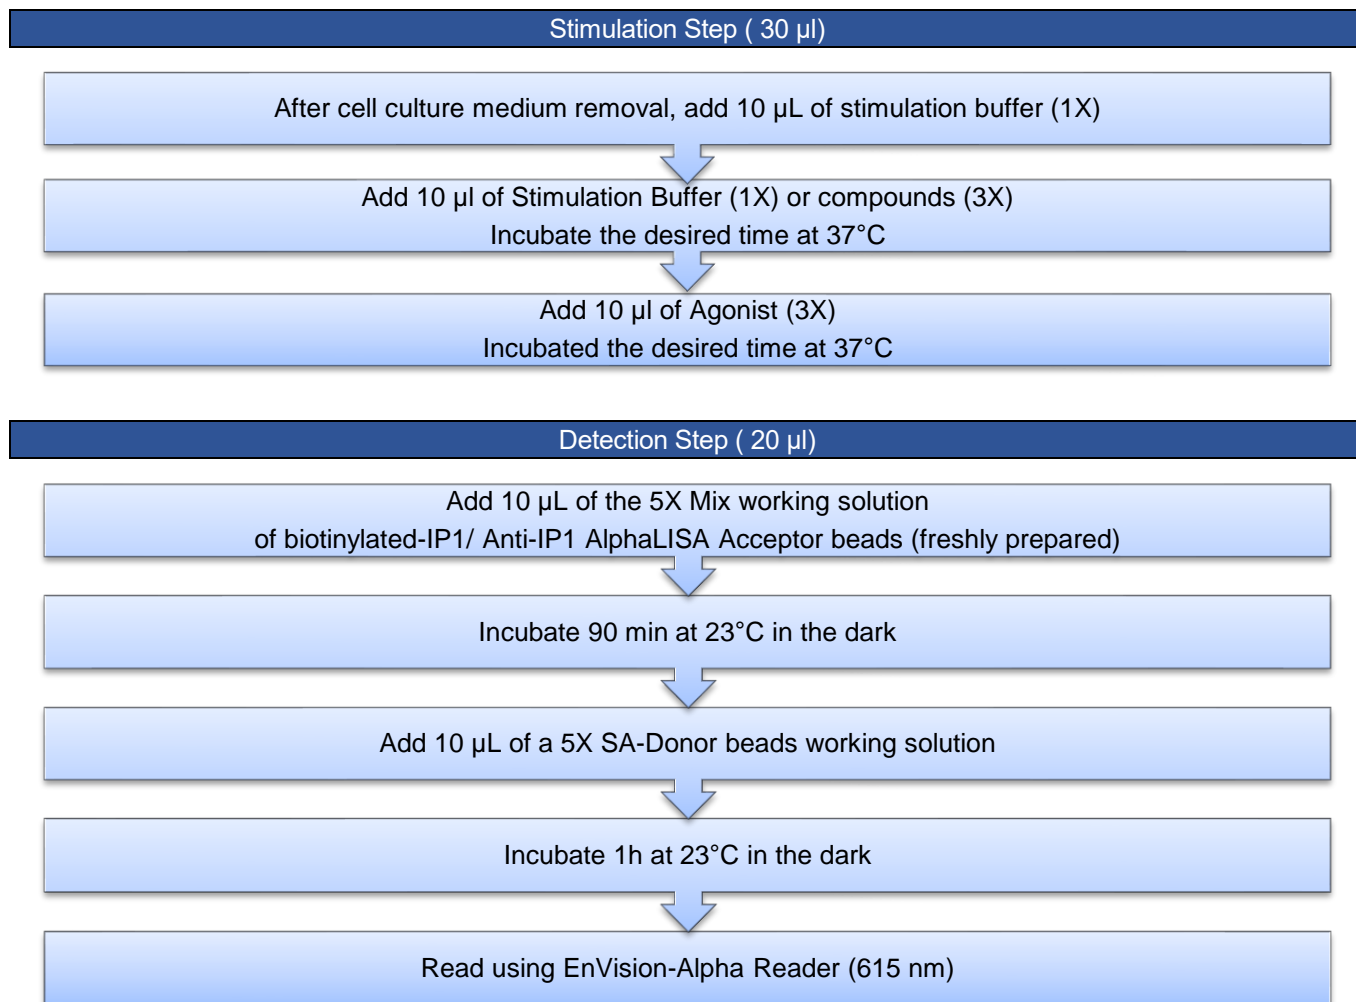 Stimulation Step ( 30 µl)
After cell culture medium removal, add 10 µL of stimulation buffer (1X)
Add 10 µl of Stimulation Buffer (1X) or compounds (3X)
Incubate the desired time at 37°C
Add 10 µl of Agonist (3X)
Incubated the desired time at 37°C
Detection Step ( 20 µl)
Add 10 µL of the 5X Mix working solution
of biotinylated-IP1/ Anti-IP1 AlphaLISA Acceptor beads (freshly prepared)
Incubate 90 min at 23°C in the dark
Add 10 µL of a 5X SA-Donor beads working solution
Incubate 1h at 23°C in the dark
Read using EnVision-Alpha Reader (615 nm)